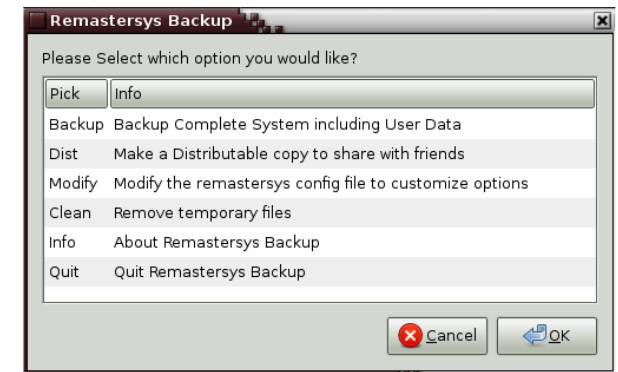 Remastersys Backup
Please Select which option you would like?
Pick Info
Backup Backup Complete System including User Data
Dist Make a Distributable copy to share with friends
Modify Modify the remastersys config file to customize options
Clean Remove temporary files
Info About Remastersys Backup
Quit Quit Remastersys Backup
Cancel OK